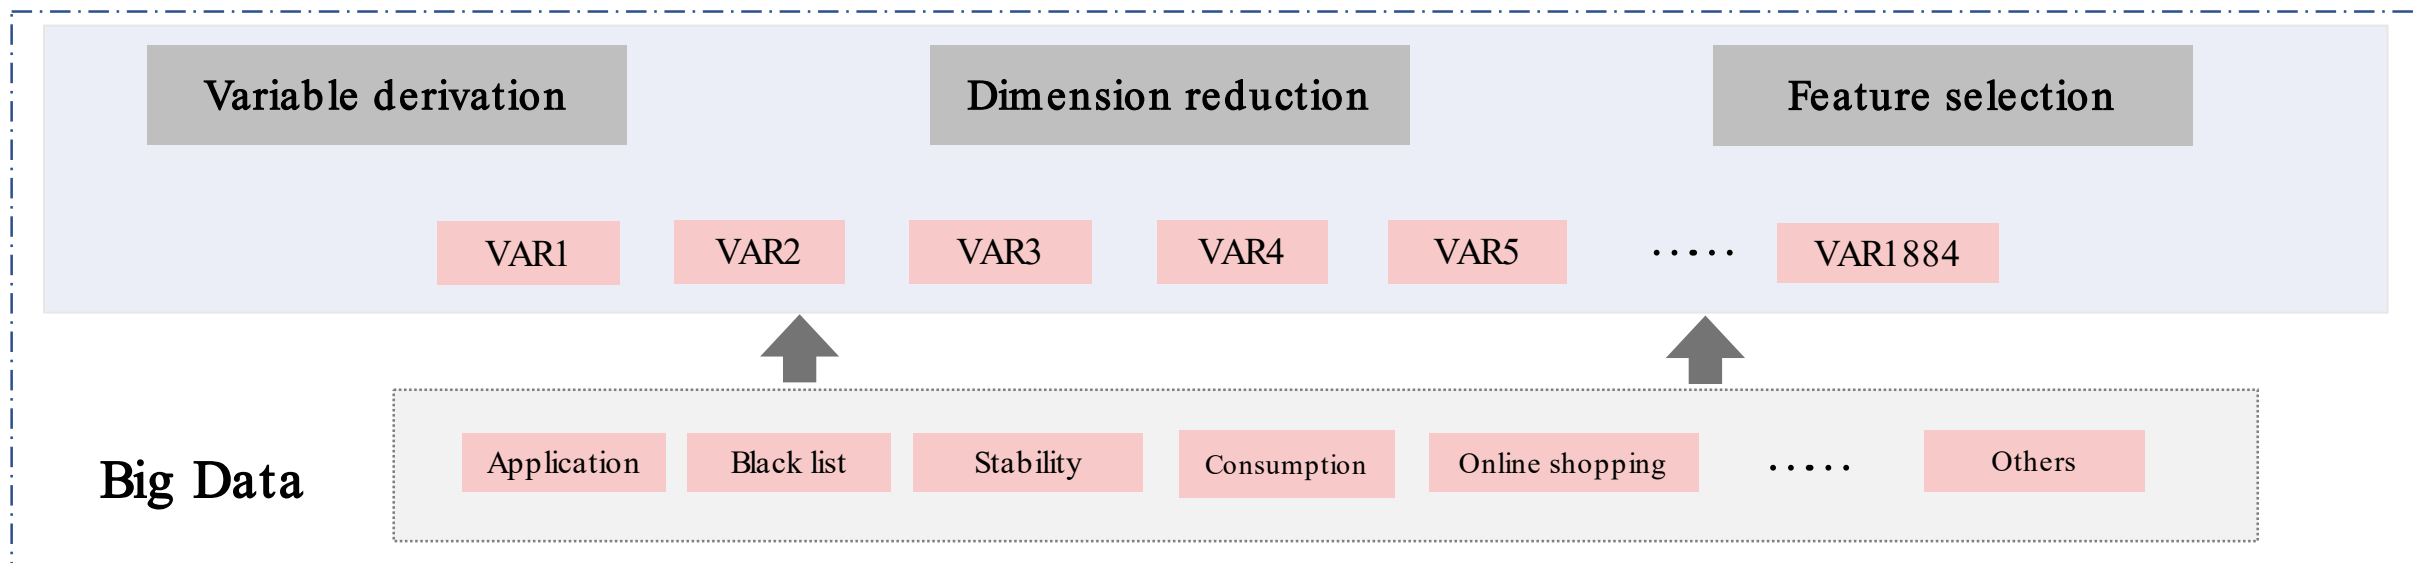 Variable derivation
Dimension reduction
Feature selection
VAR1
VAR2
VAR3
VAR4
VAR5
·····
VAR1884
Big Data
Application
Black list
Stability
Consumption
Online shopping
·····
Others